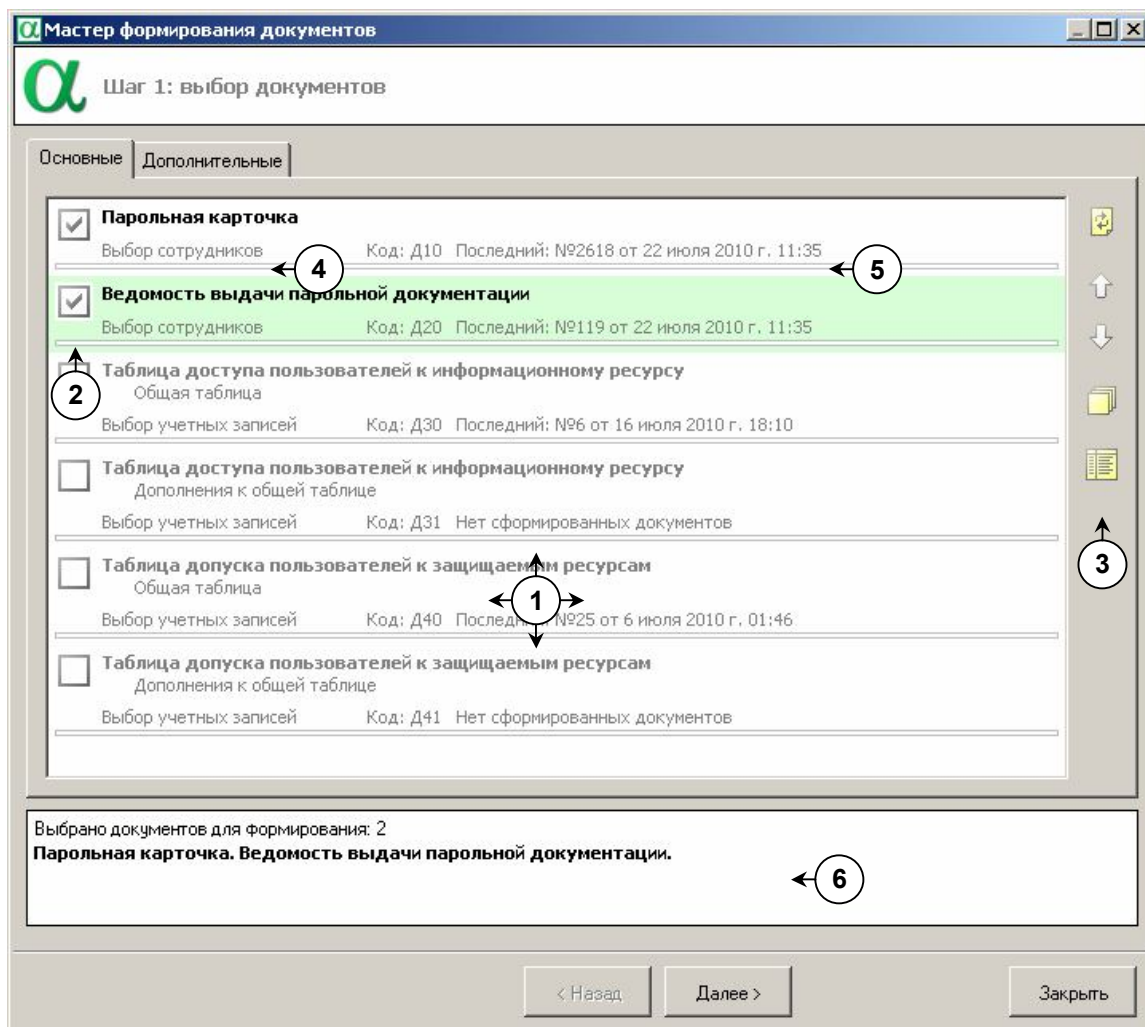 Мастер формирования документов
α Шаг 1: выбор документов
Основные Дополнительные
Парольная карточка
Выбор сотрудников Код: Д10 Последний: №2618 от 22 июля 2010 г. 11:35
4 5
Ведомость выдачи парольной документации
Выбор сотрудников Код: Д20 Последний: №119 от 22 июля 2010 г. 11:35
Таблица доступа пользователей к информационному ресурсу
2 Общая таблица
Выбор учетных записей Код: Д30 Последний: №6 от 16 июля 2010 г. 18:10
Таблица доступа пользователей к информационному ресурсу
Дополнения к общей таблице
Выбор учетных записей Код: Д31 Нет сформированных документов
Таблица допуска пользователей к защищаемым ресурсам
3
Общая таблица
1
Выбор учетных записей Код: Д40 Последний №25 от 6 июля 2010 г. 01:46
Таблица допуска пользователей к защищаемым ресурсам
Дополнения к общей таблице
Выбор учетных записей Код: Д41 Нет сформированных документов
Выбрано документов для формирования: 2
Парольная карточка. Ведомость выдачи парольной документации.
6
< Назад Далее > Закрыть